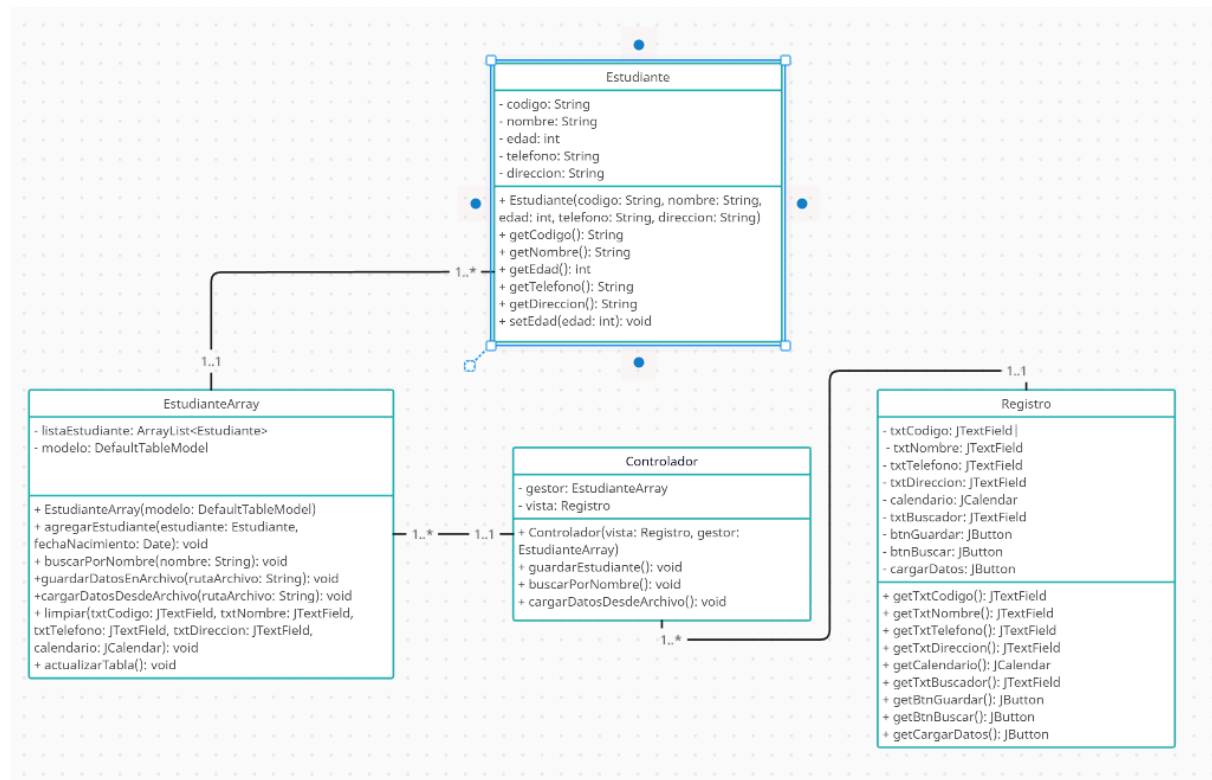 Estudiante
- codigo: String
- nombre: String
- edad: int
- telefono: String
- direccion: String
+ Estudiante(codigo: String, nombre: String,
edad: int, telefono: String, direccion: String)
+ getCodigo(): String
+ getNombre(): String
+ getEdad(): int
+ getTelefono(): String
+ getDireccion(): String
+ setEdad(edad: int): void
1..*
1..1
EstudianteArray
- listaEstudiante: ArrayList<Estudiante>
- modelo: DefaultTableModel
+ EstudianteArray(modelo: DefaultTableModel)
+ agregarEstudiante(estudiante: Estudiante,
fechaNacimiento: Date): void
+ buscarPorNombre(nombre: String): void
+guardarDatosEnArchivo(rutaArchivo: String): void
+cargarDatosDesdeArchivo(rutaArchivo: String): void
+ limpiar(txtCodigo: JTextField, txtNombre: JTextField,
txtTelefono: JTextField, txtDireccion: JTextField,
calendario: JCalendar): void
+ actualizarTabla(): void
1..*
1..1
Controlador
- gestor: EstudianteArray
- vista: Registro
+ Controlador(vista: Registro, gestor:
EstudianteArray)
+ guardarEstudiante(): void
+ buscarPorNombre(): void
+ cargarDatosDesdeArchivo(): void
1..*
1..1
Registro
- txtCodigo: JTextField
- txtNombre: JTextField
- txtTelefono: JTextField
- txtDireccion: JTextField
- calendario: JCalendar
- txtBuscador: JTextField
- btnGuardar: JButton
- btnBuscar: JButton
- cargarDatos: JButton
+ getTxtCodigo(): JTextField
+ getTxtNombre(): JTextField
+ getTxtTelefono(): JTextField
+ getTxtDireccion(): JTextField
+ getCalendario(): JCalendar
+ getTxtBuscador(): JTextField
+ getBtnGuardar(): JButton
+ getBtnBuscar(): JButton
+ getCargarDatos(): JButton